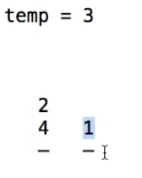 temp = 3
2
4 1
_ _